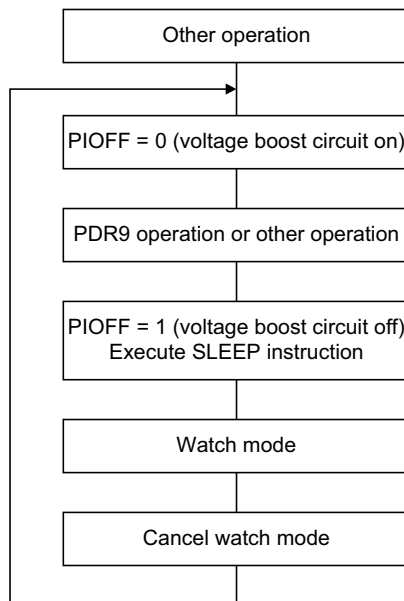 Other operation
PIOFF = 0 (voltage boost circuit on)
PDR9 operation or other operation
PIOFF = 1 (voltage boost circuit off)
Execute SLEEP instruction
Watch mode
Cancel watch mode